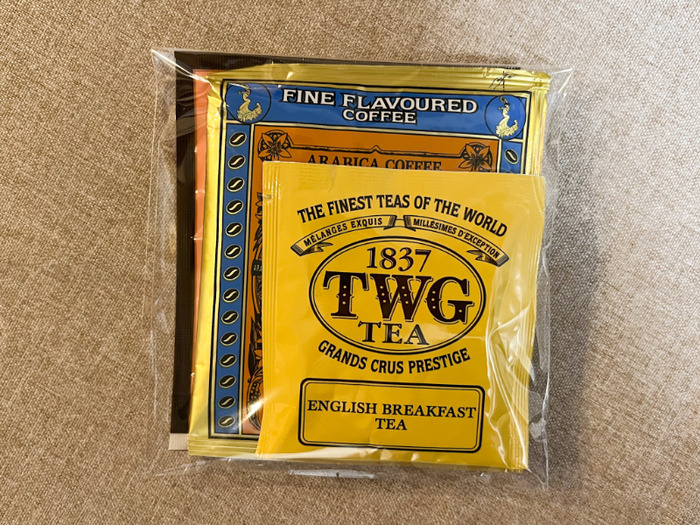 FINE FLAVOURED
COFFEE
ARABICA COFFEE
THE FINEST TEAS OF THE WORLD
MÉLANGES EXQUIS MILLÉSIMES D'EXCEPTION
1837
TWG
TEA
GRANDS CRUS PRESTIGE
ENGLISH BREAKFAST
TEA